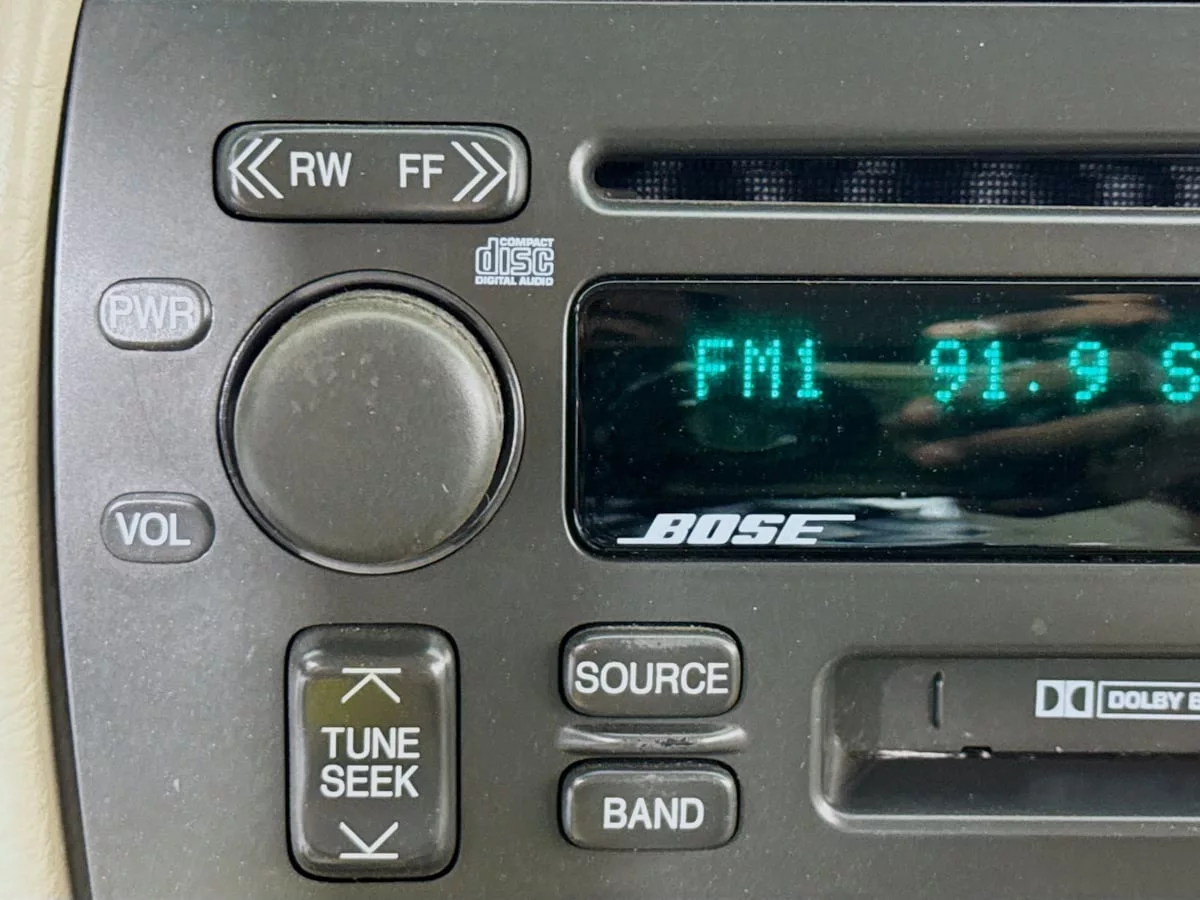 RW FF
COMPACT
disc
DIGITAL AUDIO
PWR
FM1 91.9 S
VOL
BOSE
SOURCE
TUNE
SEEK
DOLBY
BAND